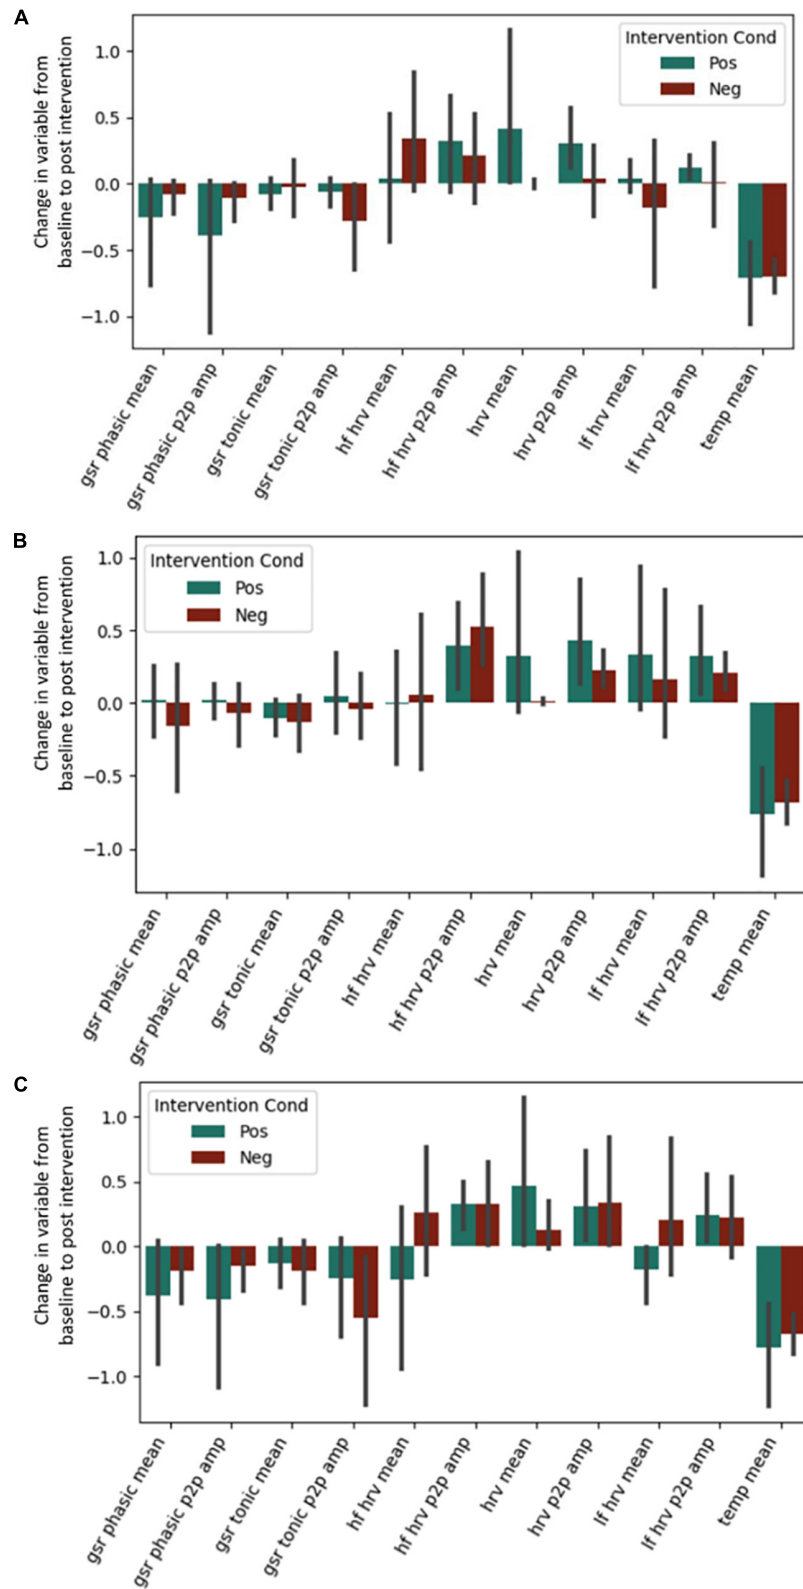 A
Change in variable from
baseline to post intervention
1.0
0.5
0.0
−0.5
−1.0
Intervention Cond
Pos
Neg
gsr phasic mean
gsr phasic p2p amp
gsr tonic mean
gsr tonic p2p amp
hf hrv mean
hf hrv p2p amp
hrv mean
hrv p2p amp
lf hrv mean
lf hrv p2p amp
temp mean
B
Change in variable from
baseline to post intervention
1.0
0.5
0.0
−0.5
−1.0
Intervention Cond
Pos
Neg
gsr phasic mean
gsr phasic p2p amp
gsr tonic mean
gsr tonic p2p amp
hf hrv mean
hf hrv p2p amp
hrv mean
hrv p2p amp
lf hrv mean
lf hrv p2p amp
temp mean
C
Change in variable from
baseline to post intervention
1.0
0.5
0.0
−0.5
−1.0
Intervention Cond
Pos
Neg
gsr phasic mean
gsr phasic p2p amp
gsr tonic mean
gsr tonic p2p amp
hf hrv mean
hf hrv p2p amp
hrv mean
hrv p2p amp
lf hrv mean
lf hrv p2p amp
temp mean